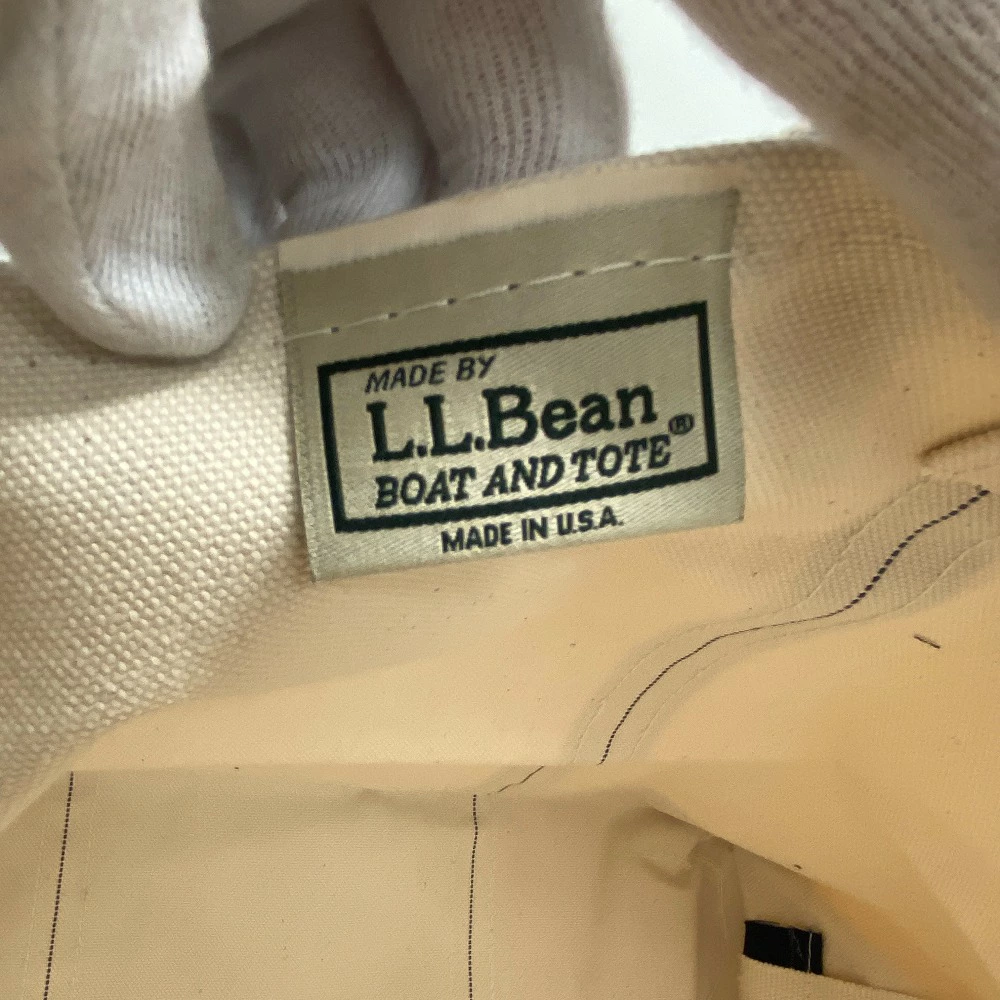 MADE BY
L.L.Bean®
BOAT AND TOTE
MADE IN U.S.A.